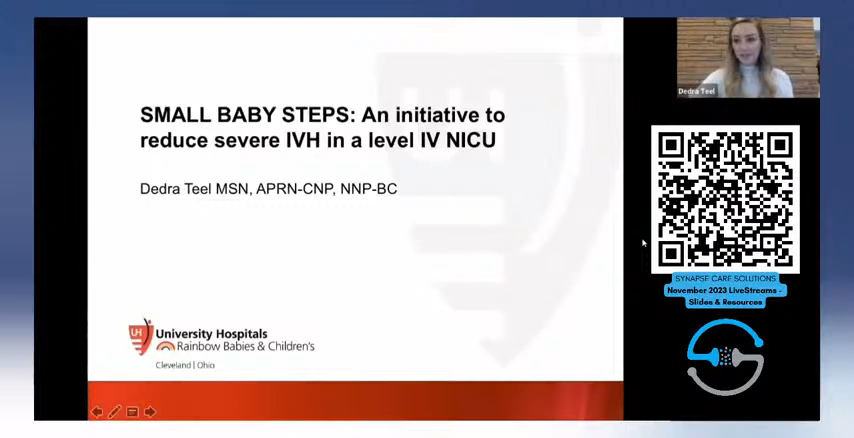 SMALL BABY STEPS: An initiative to
reduce severe IVH in a level IV NICU
Dedra Teel MSN, APRN-CNP, NNP-BC
UH
University Hospitals
Rainbow Babies & Children's
Cleveland | Ohio
Dedra Teel
SYNAPSE CARE SOLUTIONS
November 2023 LiveStreams -
Slides & Resources